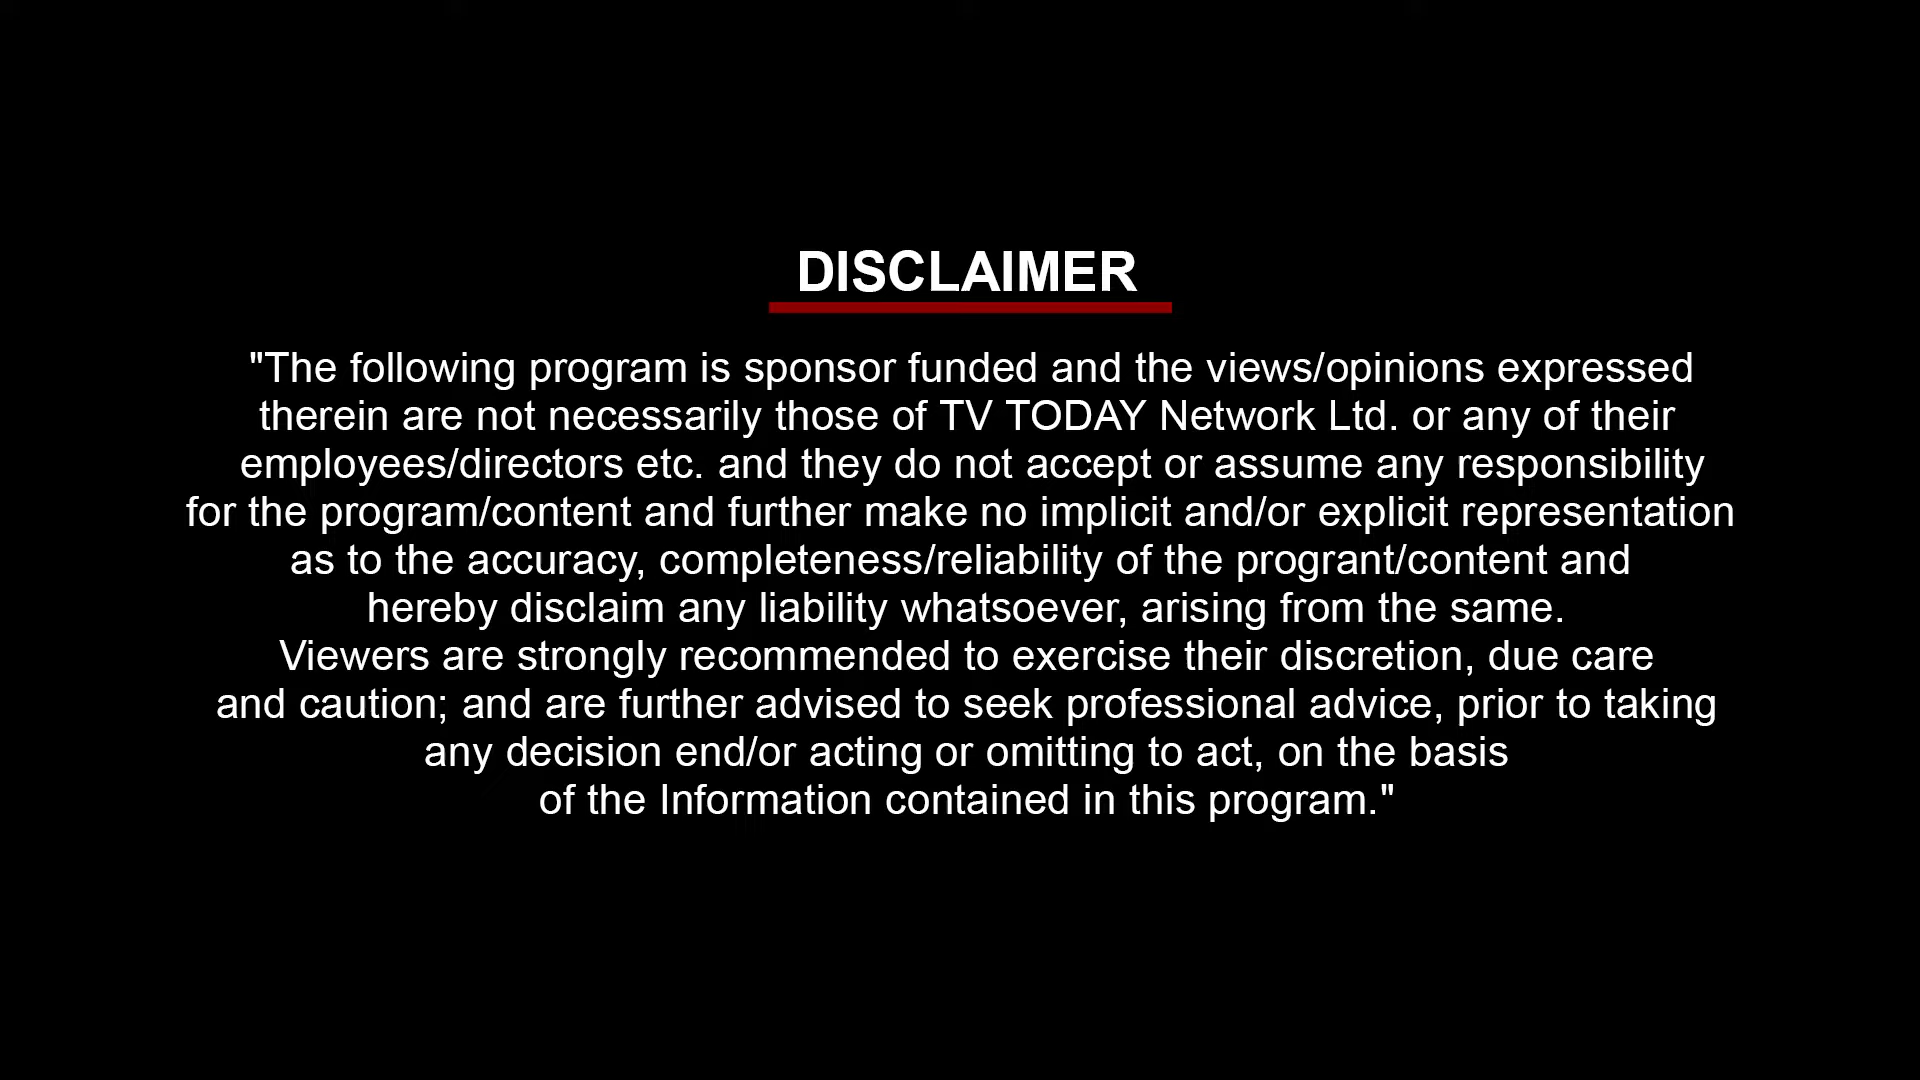 DISCLAIMER
"The following program is sponsor funded and the views/opinions expressed
therein are not necessarily those of TV TODAY Network Ltd. or any of their
employees/directors etc. and they do not accept or assume any responsibility
for the program/content and further make no implicit and/or explicit representation
as to the accuracy, completeness/reliability of the progrant/content and
hereby disclaim any liability whatsoever, arising from the same.
Viewers are strongly recommended to exercise their discretion, due care
and caution; and are further advised to seek professional advice, prior to taking
any decision end/or acting or omitting to act, on the basis
of the Information contained in this program."